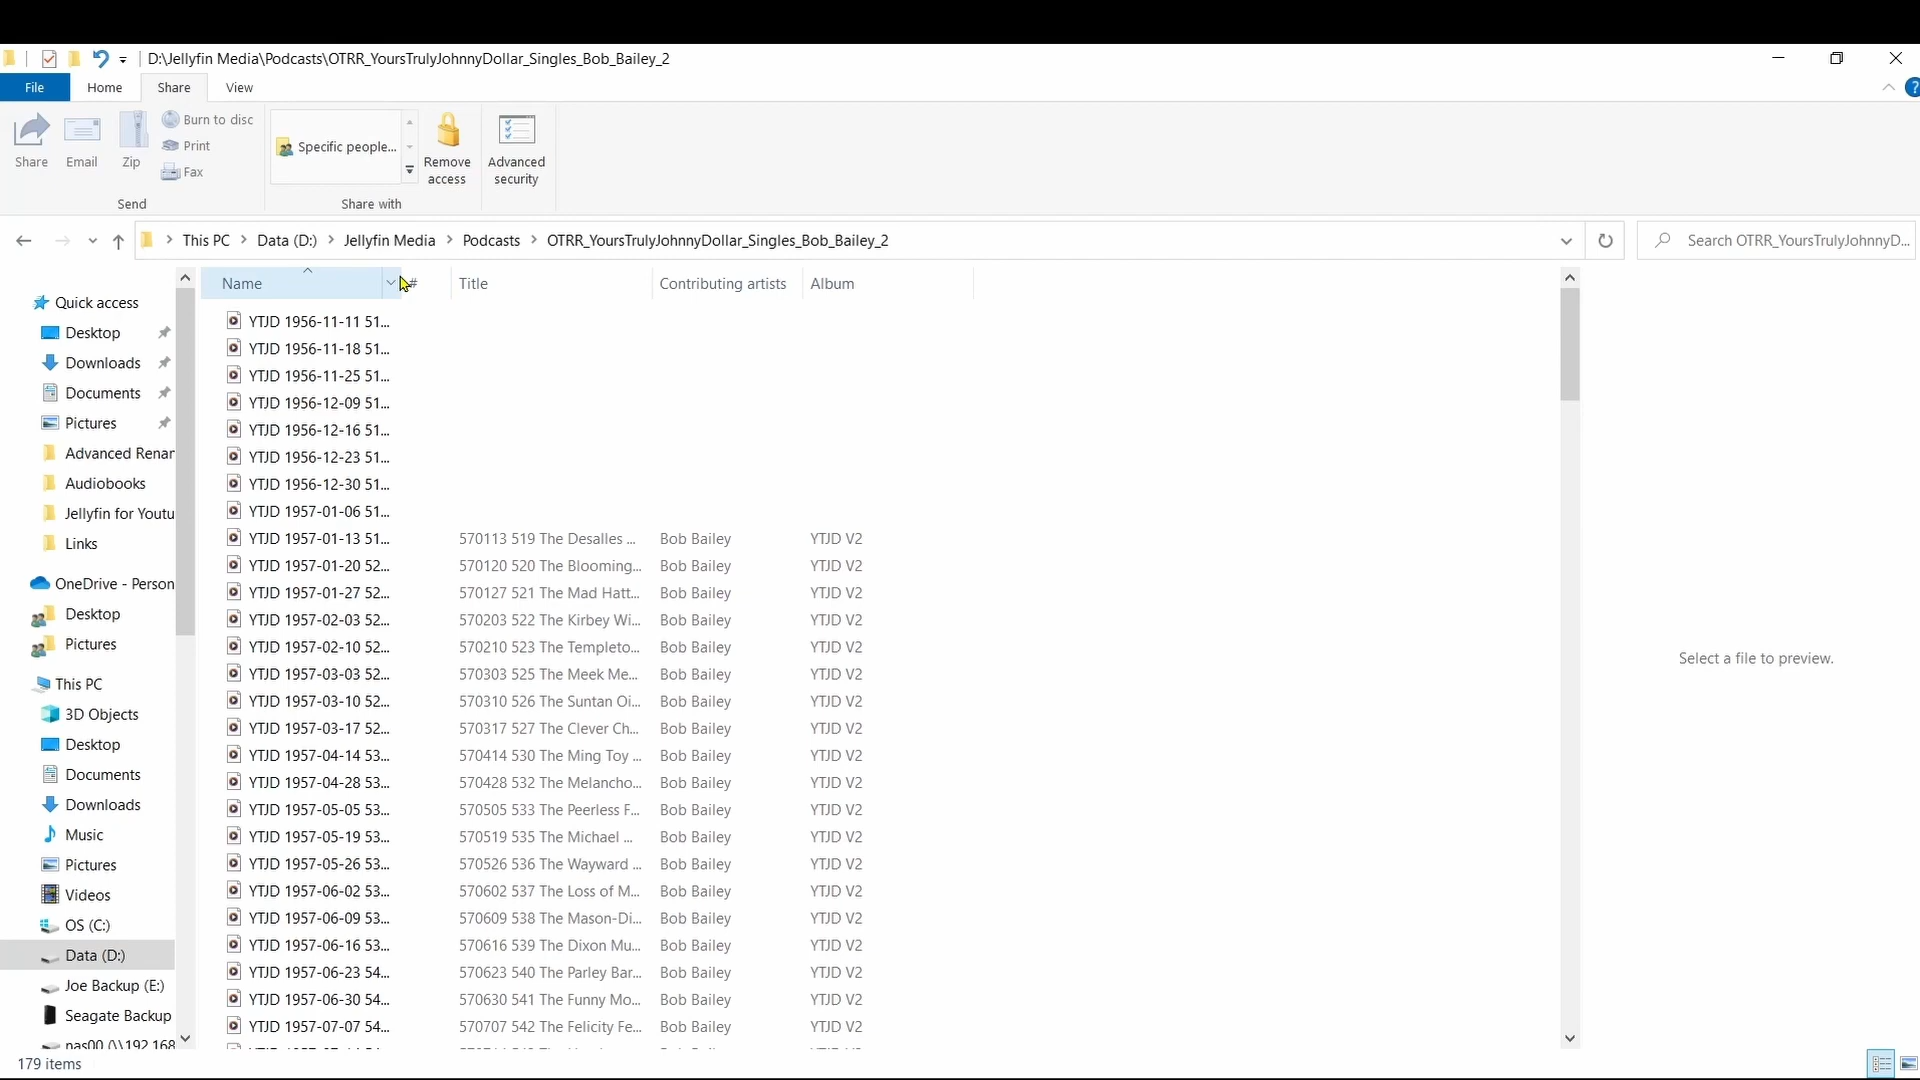 D:\Jellyfin Media\Podcasts\OTRR_YoursTrulyJohnnyDollar_Singles_Bob_Bailey_2
File Home Share View
Share Email Zip Burn to disc
Print
Fax
Specific people...
Remove access
Advanced security
Send Share with
This PC Data (D:) Jellyfin Media Podcasts OTRR_YoursTrulyJohnnyDollar_Singles_Bob_Bailey_2
Search OTRR_YoursTrulyJohnnyD...
Quick access
Desktop
Downloads
Documents
Pictures
Advanced Renar
Audiobooks
Jellyfin for Youtu
Links
OneDrive - Person
Desktop
Pictures
This PC
3D Objects
Desktop
Documents
Downloads
Music
Pictures
Videos
OS (C:)
Data (D:)
Joe Backup (E:)
Seagate Backup
nas00 (\\192.168
Name # Title Contributing artists Album
YTJD 1956-11-11 51...
YTJD 1956-11-18 51...
YTJD 1956-11-25 51...
YTJD 1956-12-09 51...
YTJD 1956-12-16 51...
YTJD 1956-12-23 51...
YTJD 1956-12-30 51...
YTJD 1957-01-06 51...
YTJD 1957-01-13 51... 570113 519 The Desalles ... Bob Bailey YTJD V2
YTJD 1957-01-20 52... 570120 520 The Blooming... Bob Bailey YTJD V2
YTJD 1957-01-27 52... 570127 521 The Mad Hatt... Bob Bailey YTJD V2
YTJD 1957-02-03 52... 570203 522 The Kirbey Wi... Bob Bailey YTJD V2
YTJD 1957-02-10 52... 570210 523 The Templeto... Bob Bailey YTJD V2
YTJD 1957-03-03 52... 570303 525 The Meek Me... Bob Bailey YTJD V2
YTJD 1957-03-10 52... 570310 526 The Suntan Oi... Bob Bailey YTJD V2
YTJD 1957-03-17 52... 570317 527 The Clever Ch... Bob Bailey YTJD V2
YTJD 1957-04-14 53... 570414 530 The Ming Toy ... Bob Bailey YTJD V2
YTJD 1957-04-28 53... 570428 532 The Melancho... Bob Bailey YTJD V2
YTJD 1957-05-05 53... 570505 533 The Peerless F... Bob Bailey YTJD V2
YTJD 1957-05-19 53... 570519 535 The Michael ... Bob Bailey YTJD V2
YTJD 1957-05-26 53... 570526 536 The Wayward ... Bob Bailey YTJD V2
YTJD 1957-06-02 53... 570602 537 The Loss of M... Bob Bailey YTJD V2
YTJD 1957-06-09 53... 570609 538 The Mason-Di... Bob Bailey YTJD V2
YTJD 1957-06-16 53... 570616 539 The Dixon Mu... Bob Bailey YTJD V2
YTJD 1957-06-23 54... 570623 540 The Parley Bar... Bob Bailey YTJD V2
YTJD 1957-06-30 54... 570630 541 The Funny Mo... Bob Bailey YTJD V2
YTJD 1957-07-07 54... 570707 542 The Felicity Fe... Bob Bailey YTJD V2
Select a file to preview.
179 items